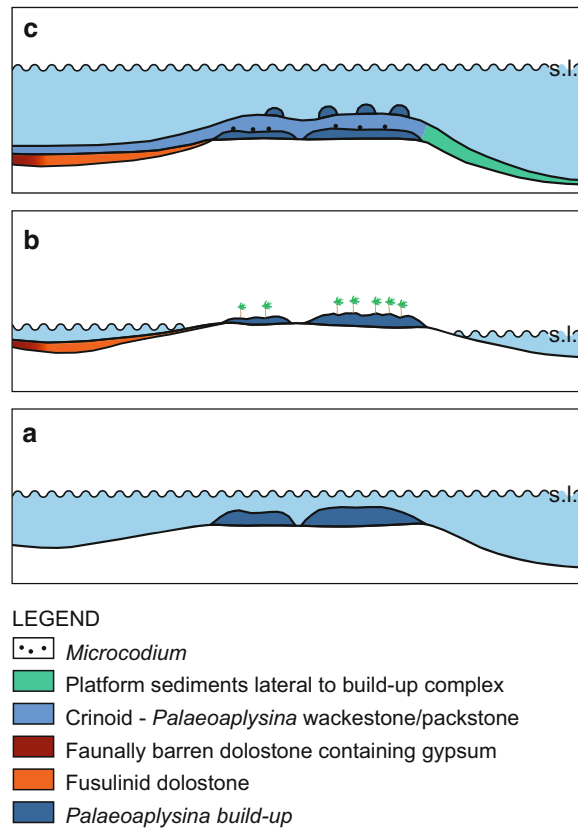 c
s.l.
b
s.l.
a
s.l.
LEGEND
Microcodium
Platform sediments lateral to build-up complex
Crinoid - Palaeoaplysina wackestone/packstone
Faunally barren dolostone containing gypsum
Fusulinid dolostone
Palaeoaplysina build-up